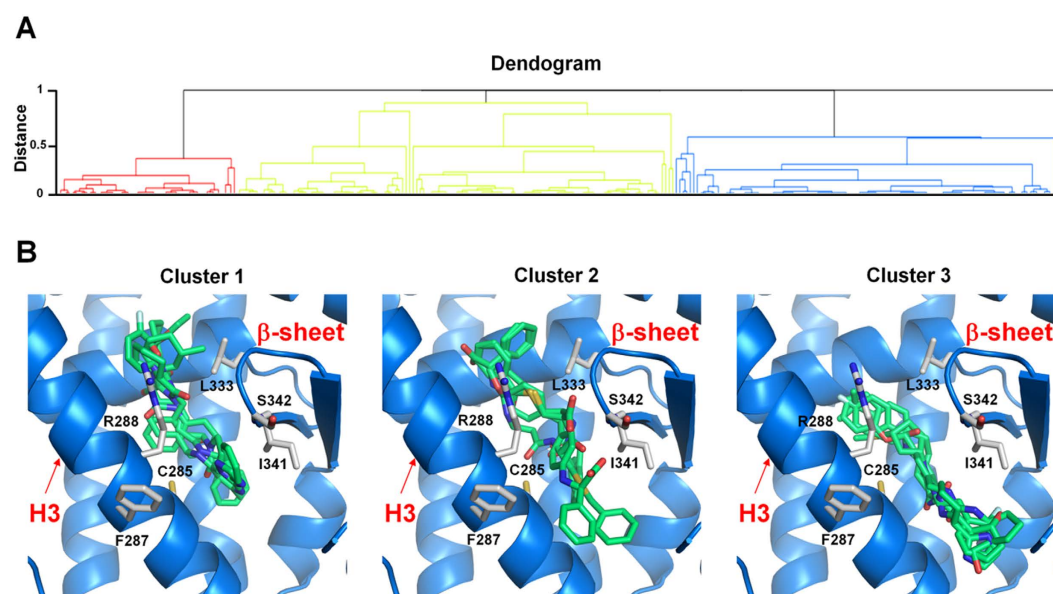 A
Dendogram
Distance
1
0.5
0
B
Cluster 1
Cluster 2
Cluster 3
β-sheet
L333
S342
R288
C285
I341
H3
F287
β-sheet
L333
S342
R288
C285
I341
H3
F287
β-sheet
L333
S342
R288
C285
I341
H3
F287